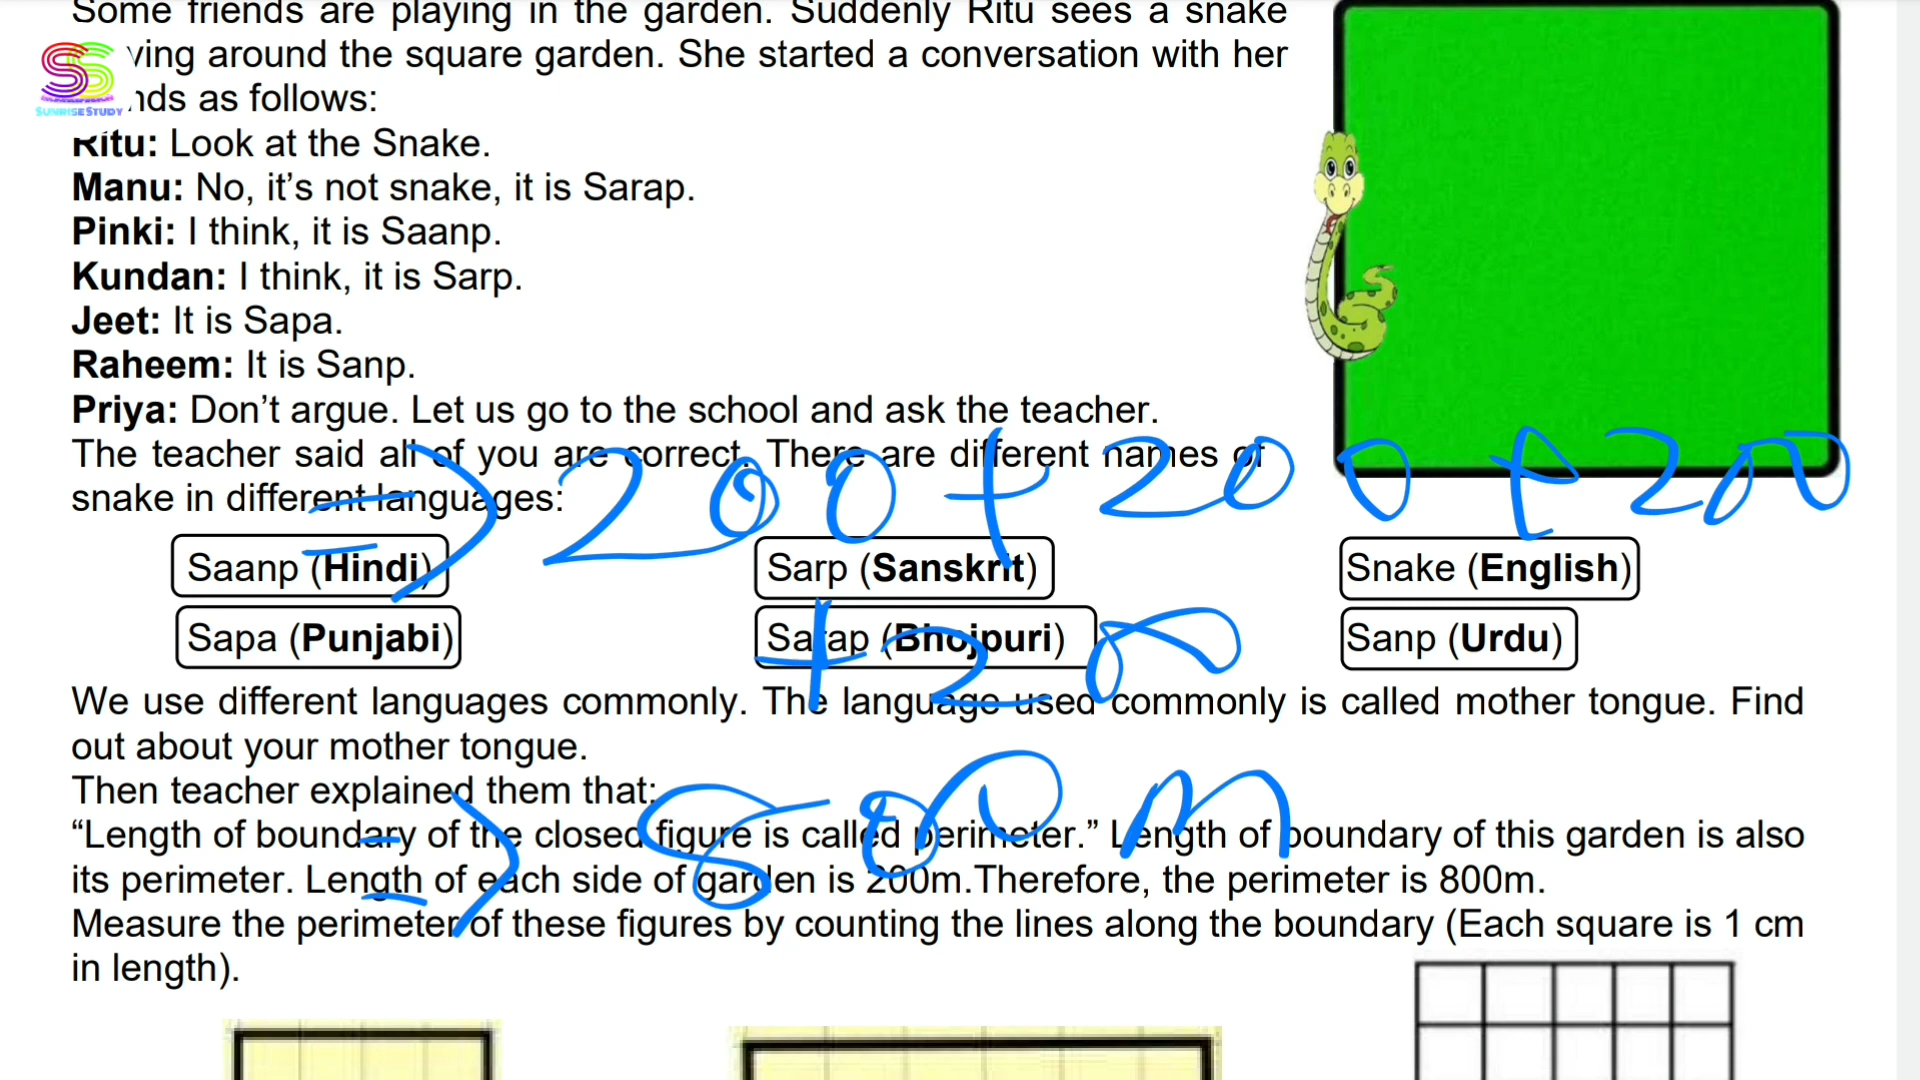 Some friends are playing in the garden. Suddenly Ritu sees a snake
ving around the square garden. She started a conversation with her
nds as follows:
SUNRISE STUDY
Ritu: Look at the Snake.
Manu: No, it's not snake, it is Sarap.
Pinki: I think, it is Saanp.
Kundan: I think, it is Sarp.
Jeet: It is Sapa.
Raheem: It is Sanp.
Priya: Don't argue. Let us go to the school and ask the teacher.
The teacher said all of you are correct. There are different names of
snake in different languages:
=> 200 + 200 + 200
Saanp (Hindi) Sarp (Sanskrit) Snake (English)
Sapa (Punjabi) Sarap (Bhojpuri) Sanp (Urdu)
+ 200
We use different languages commonly. The language used commonly is called mother tongue. Find
out about your mother tongue.
Then teacher explained them that:
=> 800 m
“Length of boundary of the closed figure is called perimeter.” Length of boundary of this garden is also
its perimeter. Length of each side of garden is 200m.Therefore, the perimeter is 800m.
Measure the perimeter of these figures by counting the lines along the boundary (Each square is 1 cm
in length).